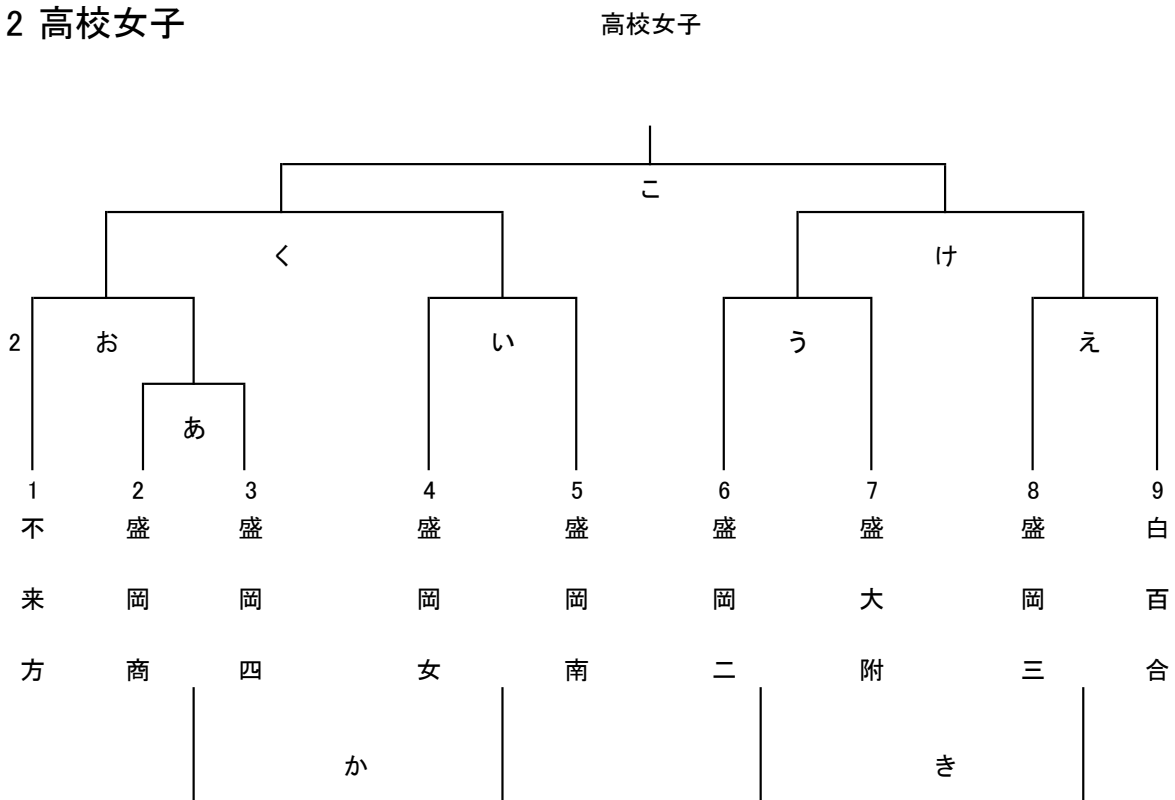 2 高校女子
高校女子
こ
く
け
2
お
い
う
え
あ
1
2
3
4
5
6
7
8
9
不来方
盛岡商
盛岡四
盛岡女
盛岡南
盛岡二
盛大附
盛岡三
白百合
か
き